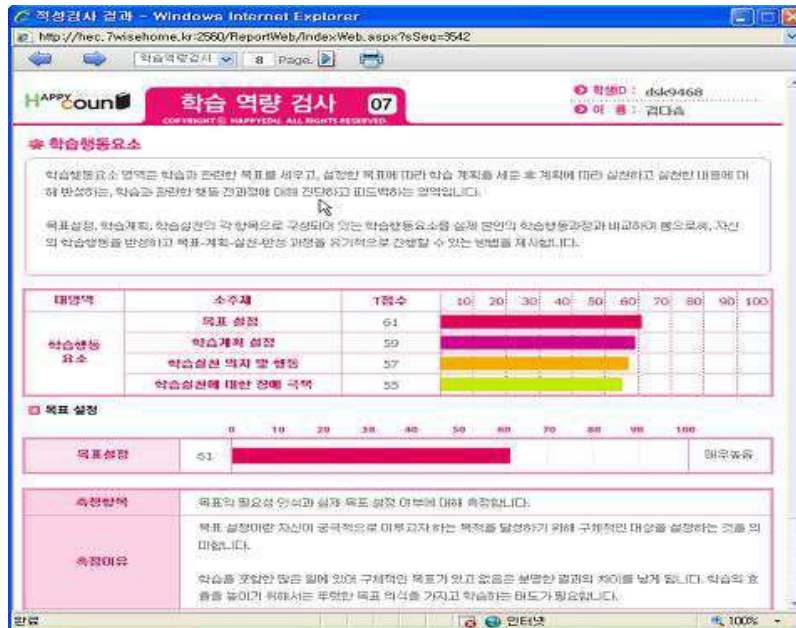 적성검사 결과 - Windows Internet Explorer
http://hec.7wisehome.kr:2560/ReportWeb/IndexWeb.aspx?sSeq=3542
학습역량검사 8 Page.
HAPPYCoun
학습 역량 검사 07
COPYRIGHT ⓒ HAPPYEDU. ALL RIGHTS RESERVED.
학생ID : dsk9468
이 름 :
학습행동요소
학습행동요소 영역은 학습과 관련한 목표를 세우고, 설정한 목표에 따라 학습 계획을 세운 후 계획에 따라 실천하고 실천한 내용에 대
해 반성하는, 학습과 관련한 행동 전과정에 대해 진단하고 피드백하는 영역입니다.
목표설정, 학습계획, 학습실천의 각 항목으로 구성되어 있는 학습행동요소를 실제 본인의 학습행동과정과 비교하여 봄으로써, 자신
의 학습행동을 반성하고 목표-계획-실천-반성 과정을 유기적으로 진행할 수 있는 방법을 제시합니다.
대영역 소주제 T점수 10 20 30 40 50 60 70 80 90 100
목표 설정 61
학습행동
요소
학습계획 설정 59
학습실천 의지 및 행동 57
학습실천에 대한 장애 극복 55
목표 설정
0 10 20 30 40 50 60 70 80 90 100
목표설정 61 매우높음
측정항목 목표의 필요성 인식과 실제 목표 설정 여부에 대해 측정합니다.
측정이유
목표 설정이란 자신이 궁극적으로 이루고자 하는 목적을 달성하기 위해 구체적인 대상을 설정하는 것을 의
미합니다.
학습을 포함한 많은 일에 있어 구체적인 목표가 있고 없음은 분명한 결과의 차이를 낳게 됩니다. 학습의 효
율을 높이기 위해서는 뚜렷한 목표 의식을 가지고 학습하는 태도가 필요합니다.
완료 인터넷 100%